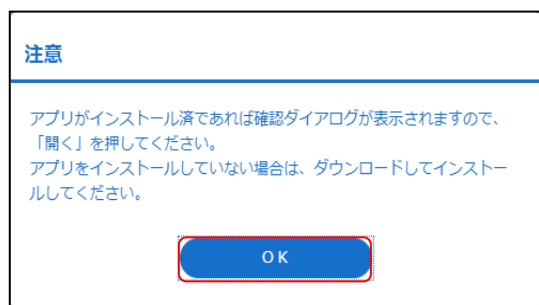 注意
アプリがインストール済であれば確認ダイアログが表示されますので、
「開く」を押してください。
アプリをインストールしていない場合は、ダウンロードしてインストー
ルしてください。
ＯＫ